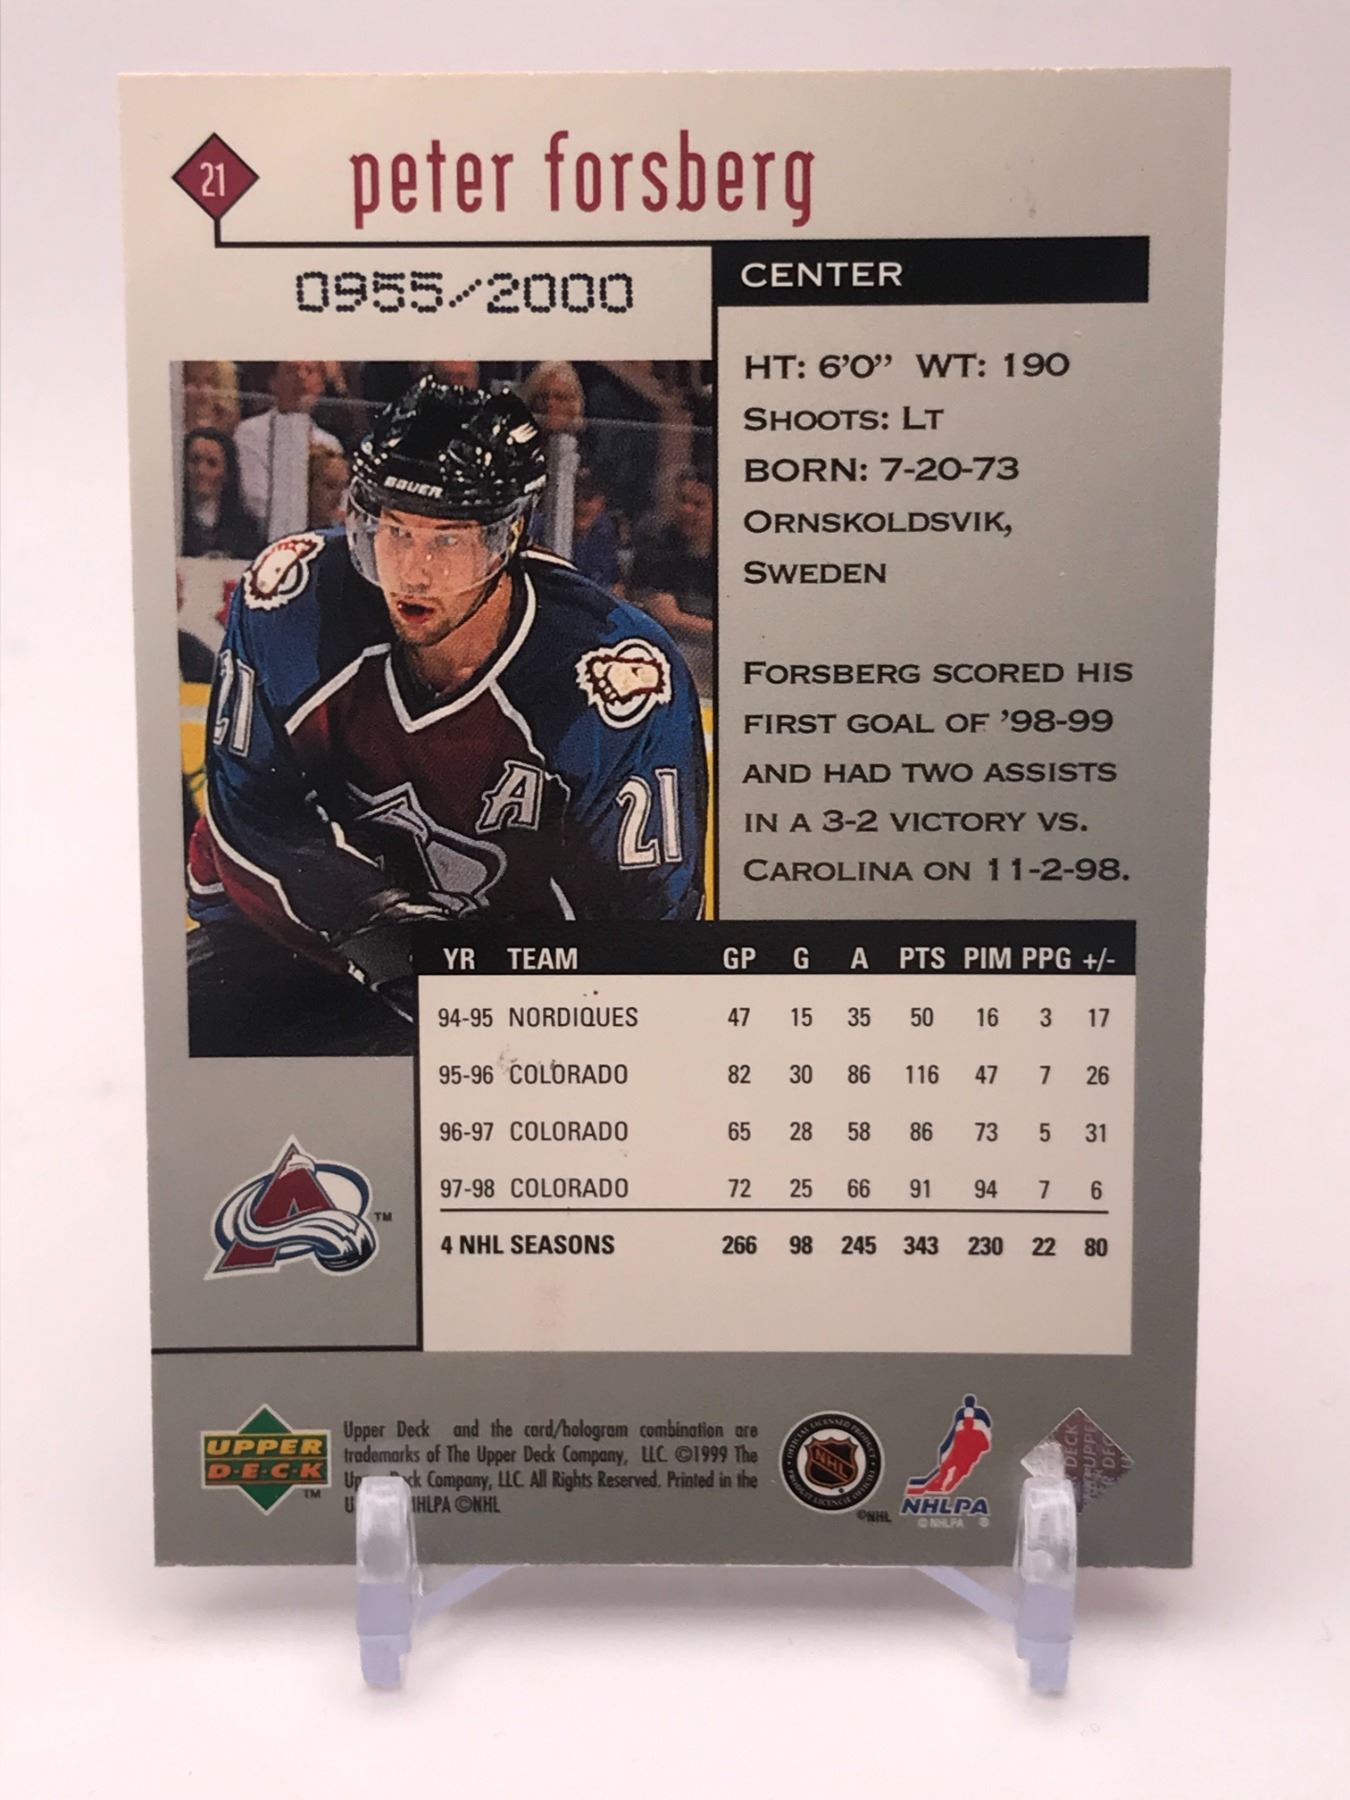 21
peter forsberg
0955/2000
CENTER
HT: 6'0" WT: 190
SHOOTS: LT
BORN: 7-20-73
ORNSKOLDSVIK,
SWEDEN
FORSBERG SCORED HIS
FIRST GOAL OF '98-99
AND HAD TWO ASSISTS
IN A 3-2 VICTORY VS.
CAROLINA ON 11-2-98.
BAUER
21
A
21
YR TEAM GP G A PTS PIM PPG +/-
94-95 NORDIQUES 47 15 35 50 16 3 17
95-96 COLORADO 82 30 86 116 47 7 26
96-97 COLORADO 65 28 58 86 73 5 31
97-98 COLORADO 72 25 66 91 94 7 6
4 NHL SEASONS 266 98 245 343 230 22 80
A
TM
UPPER
D·E·C·K
TM
Upper Deck and the card/hologram combination are
trademarks of The Upper Deck Company, LLC. ©1999 The
Company, LLC. All Rights Reserved. Printed in the
©NHL
NHL
©NHL
NHLPA
© NHLPA ®
DECK